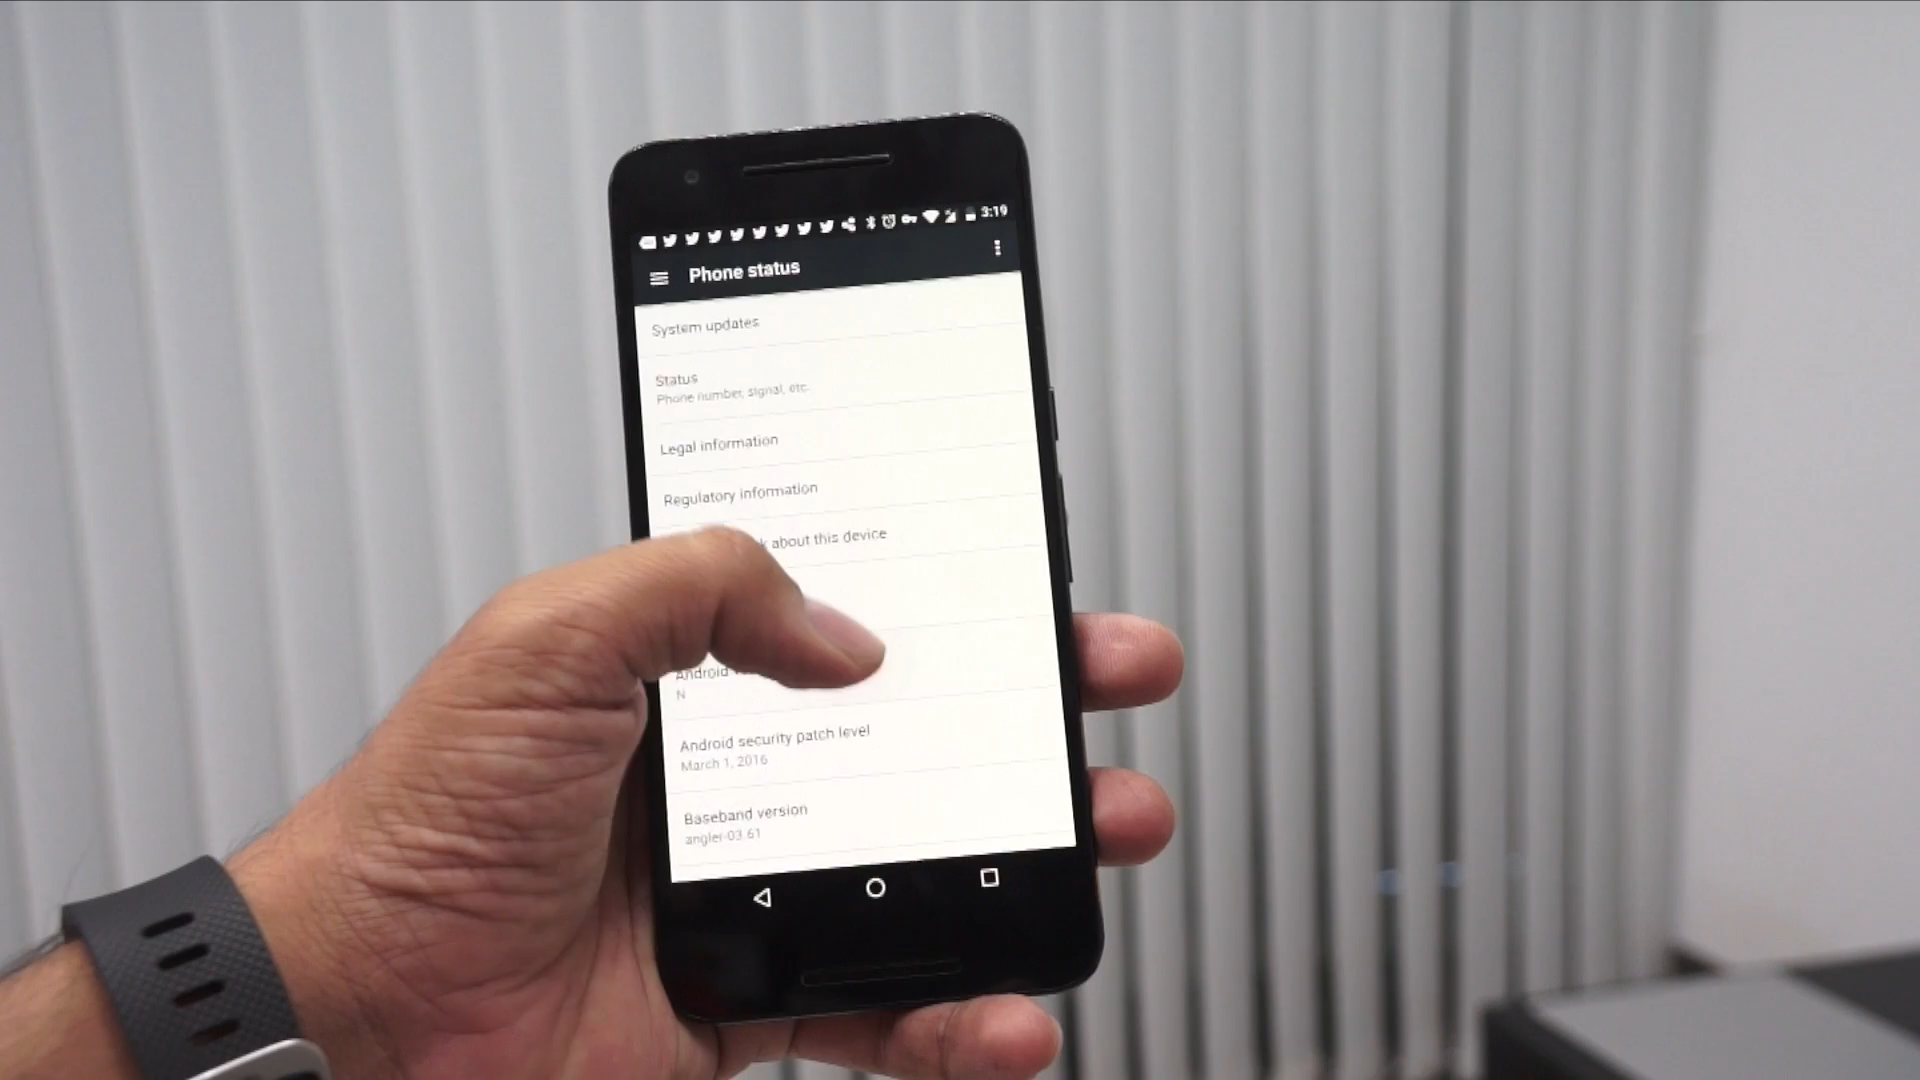 3:19
Phone status
System updates
Status
Phone number, signal, etc.
Legal information
Regulatory information
about this device
Android
N
Android security patch level
March 1, 2016
Baseband version
angler-03.61